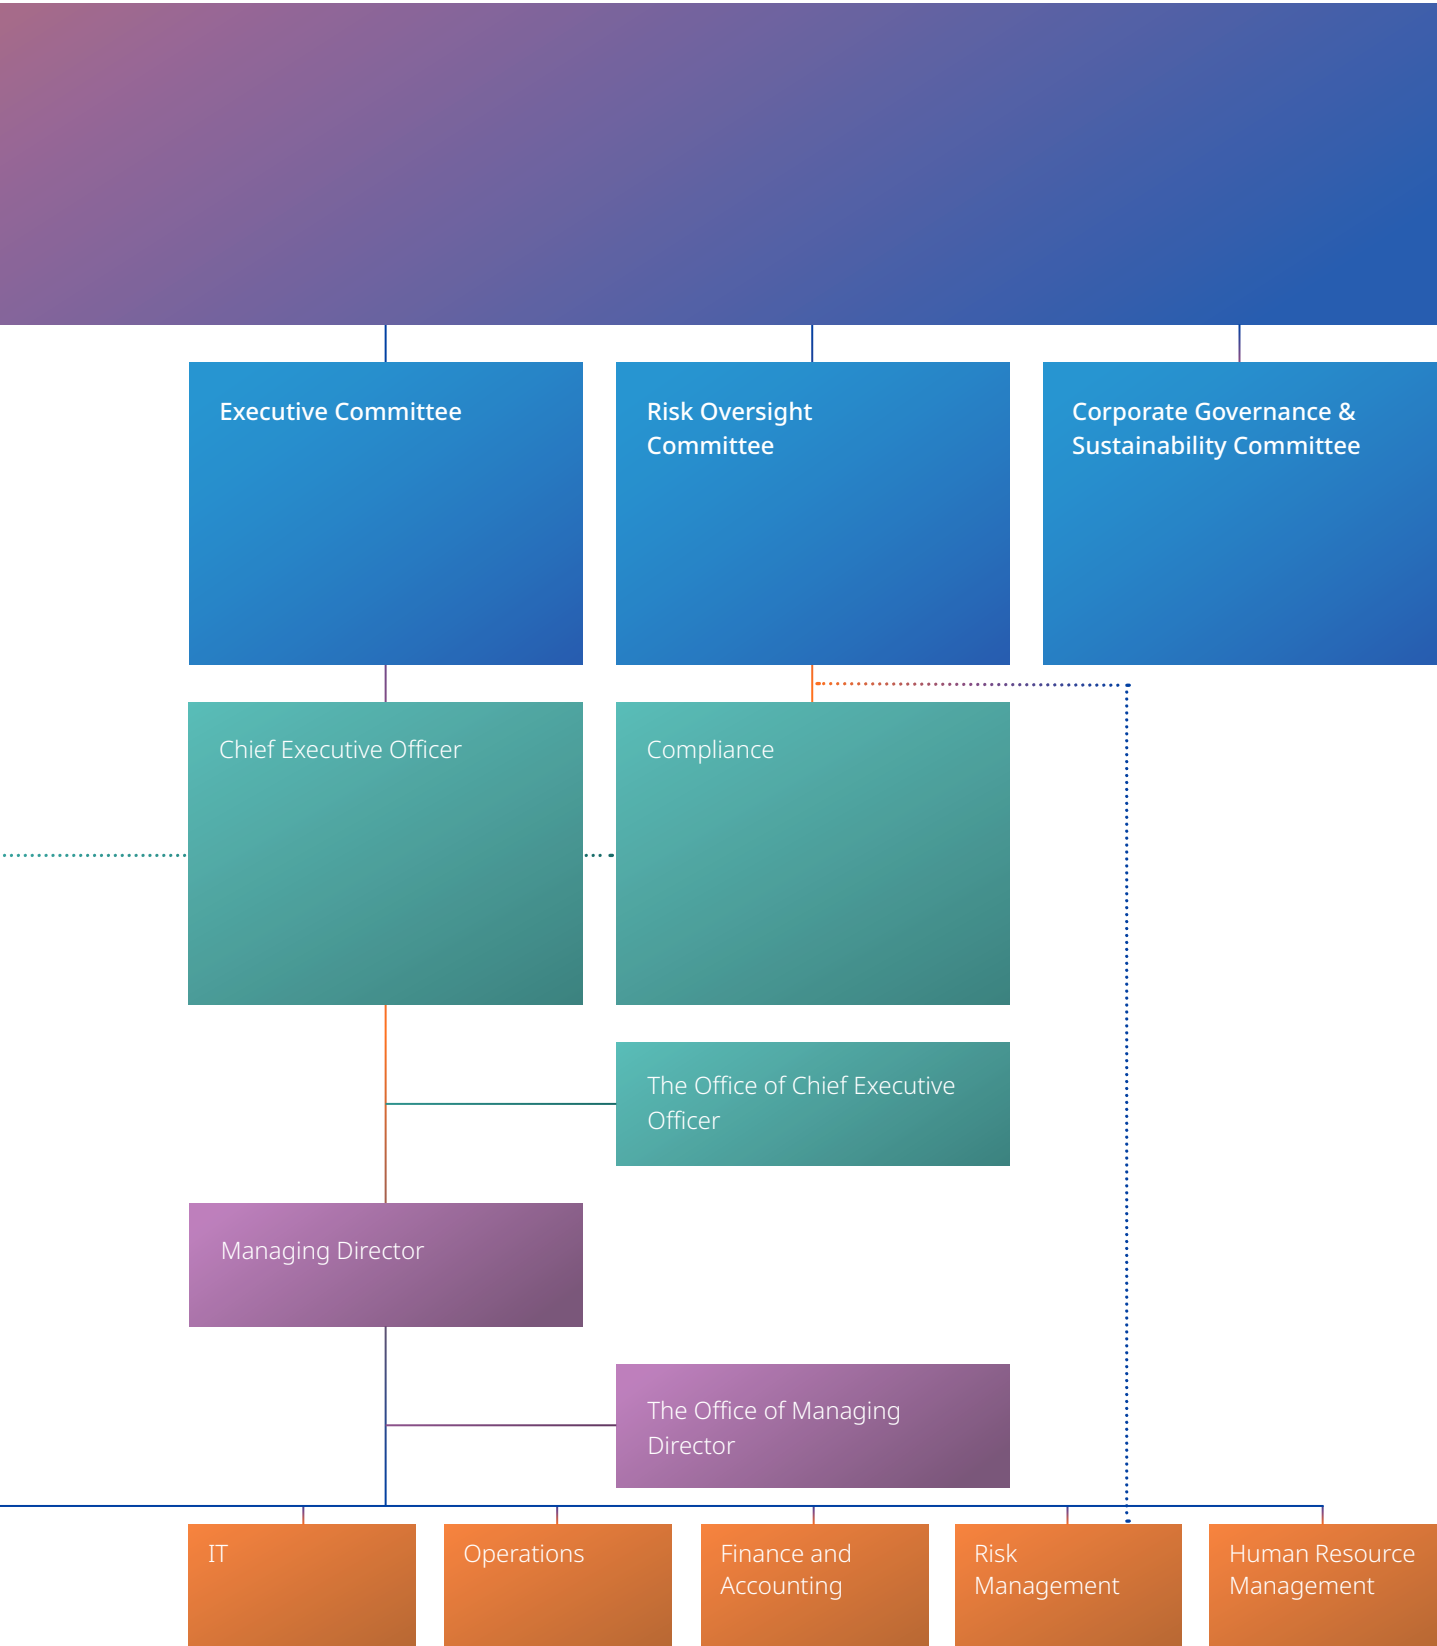 Executive Committee
Risk Oversight
Committee
Corporate Governance &
Sustainability Committee
Chief Executive Officer
Compliance
The Office of Chief Executive
Officer
Managing Director
The Office of Managing
Director
IT
Operations
Finance and
Accounting
Risk
Management
Human Resource
Management